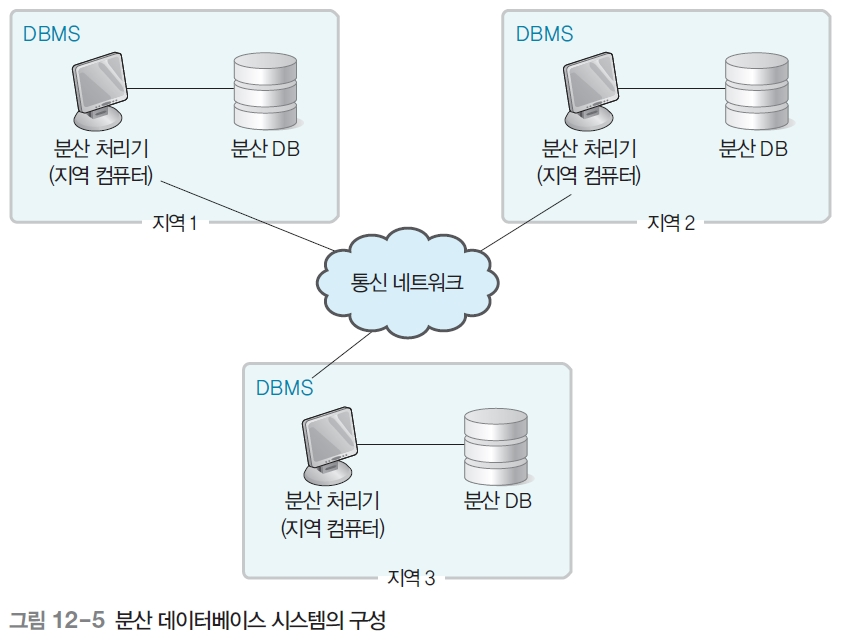 DBMS
분산 처리기
(지역 컴퓨터)
분산 DB
지역 1
DBMS
분산 처리기
(지역 컴퓨터)
분산 DB
지역 2
통신 네트워크
DBMS
분산 처리기
(지역 컴퓨터)
분산 DB
지역 3
그림 12-5 분산 데이터베이스 시스템의 구성